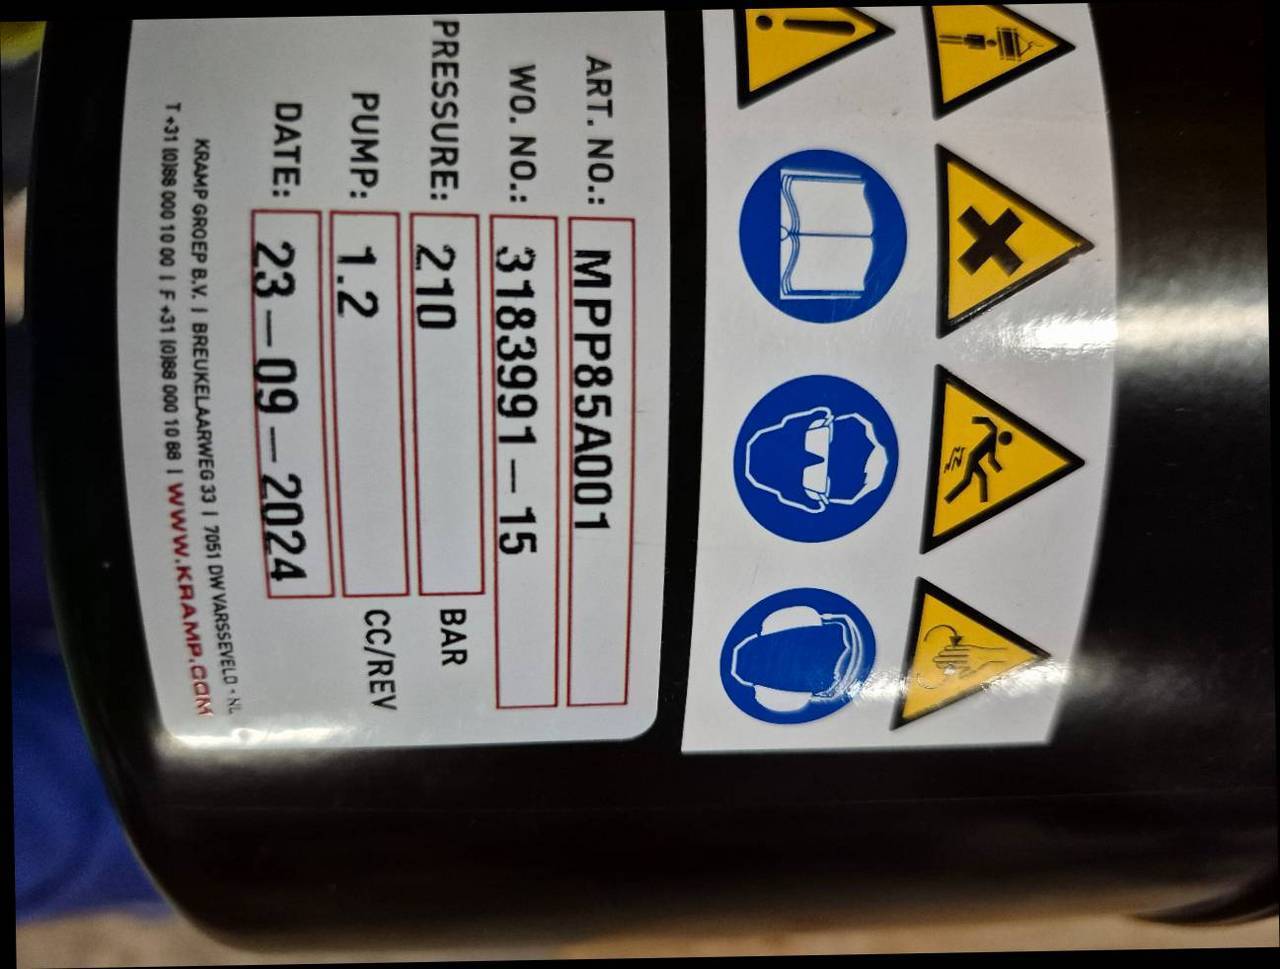 ART. NO.: MPP85A001
WO. NO.: 3183991-15
PRESSURE: 210 BAR
PUMP: 1.2 CC/REV
DATE: 23-09-2024
KRAMP GROEP B.V. | BREUKELAARWEG 33 | 7051 DW VARSSEVELD - NL
T +31 (0)88 000 10 00 | F +31 (0)88 000 10 88 | WWW.KRAMP.COM